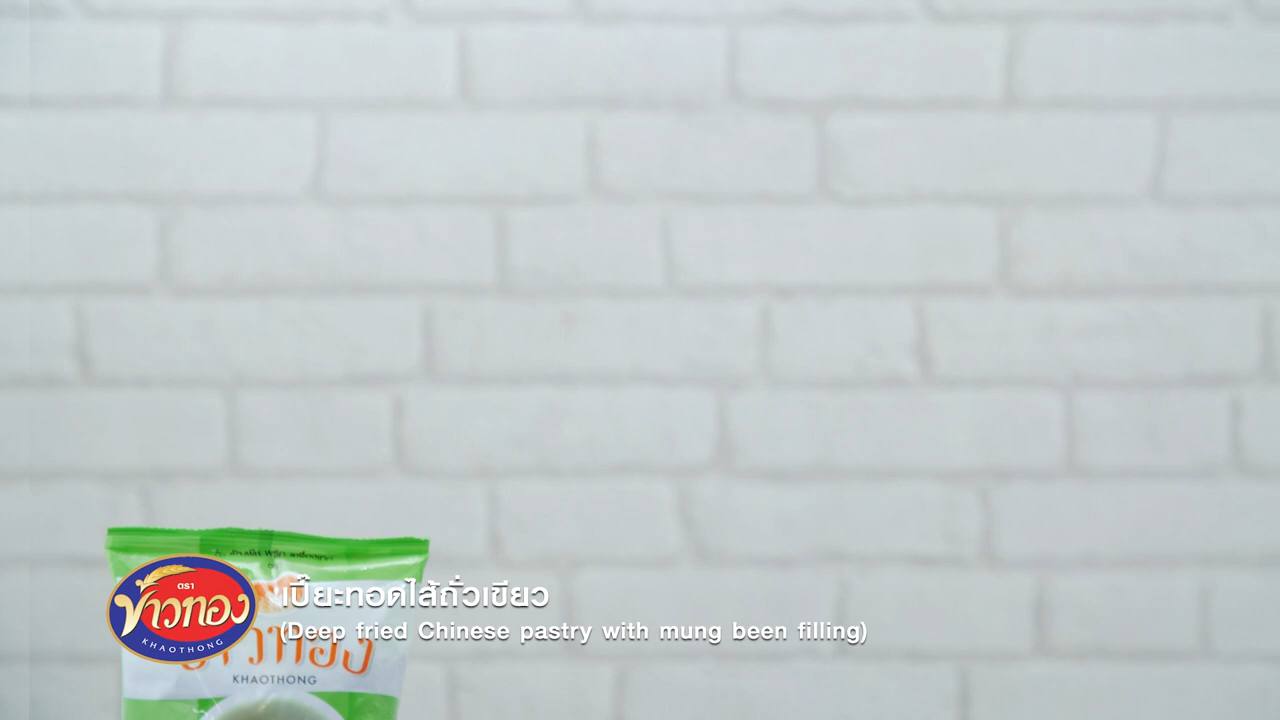 ตรา
ข้าวทอง
KHAOTHONG
เปี๊ยะทอดไส้ถั่วเขียว
(Deep fried Chinese pastry with mung been filling)
KHAOTHONG